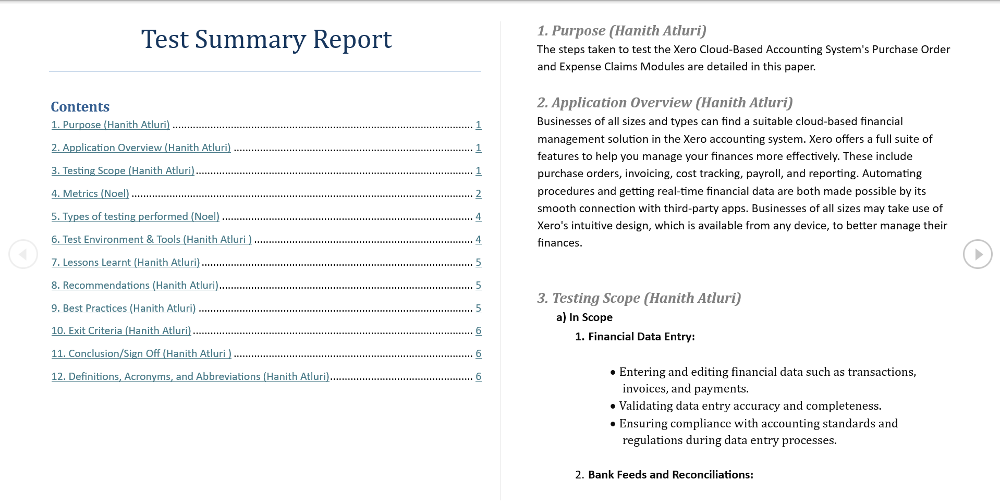 Test Summary Report
Contents
1. Purpose (Hanith Atluri) ........................................ 1
2. Application Overview (Hanith Atluri) ........................................ 1
3. Testing Scope (Hanith Atluri) ........................................ 1
4. Metrics (Noel) ........................................ 2
5. Types of testing performed (Noel) ........................................ 4
6. Test Environment & Tools (Hanith Atluri ) ........................................ 4
7. Lessons Learnt (Hanith Atluri) ........................................ 5
8. Recommendations (Hanith Atluri) ........................................ 5
9. Best Practices (Hanith Atluri) ........................................ 5
10. Exit Criteria (Hanith Atluri) ........................................ 6
11. Conclusion/Sign Off (Hanith Atluri ) ........................................ 6
12. Definitions, Acronyms, and Abbreviations (Hanith Atluri) ........................................ 6
1. Purpose (Hanith Atluri)
The steps taken to test the Xero Cloud-Based Accounting System's Purchase Order
and Expense Claims Modules are detailed in this paper.
2. Application Overview (Hanith Atluri)
Businesses of all sizes and types can find a suitable cloud-based financial
management solution in the Xero accounting system. Xero offers a full suite of
features to help you manage your finances more effectively. These include
purchase orders, invoicing, cost tracking, payroll, and reporting. Automating
procedures and getting real-time financial data are both made possible by its
smooth connection with third-party apps. Businesses of all sizes may take use of
Xero's intuitive design, which is available from any device, to better manage their
finances.
3. Testing Scope (Hanith Atluri)
a) In Scope
1. Financial Data Entry:
• Entering and editing financial data such as transactions,
invoices, and payments.
• Validating data entry accuracy and completeness.
• Ensuring compliance with accounting standards and
regulations during data entry processes.
2. Bank Feeds and Reconciliations: